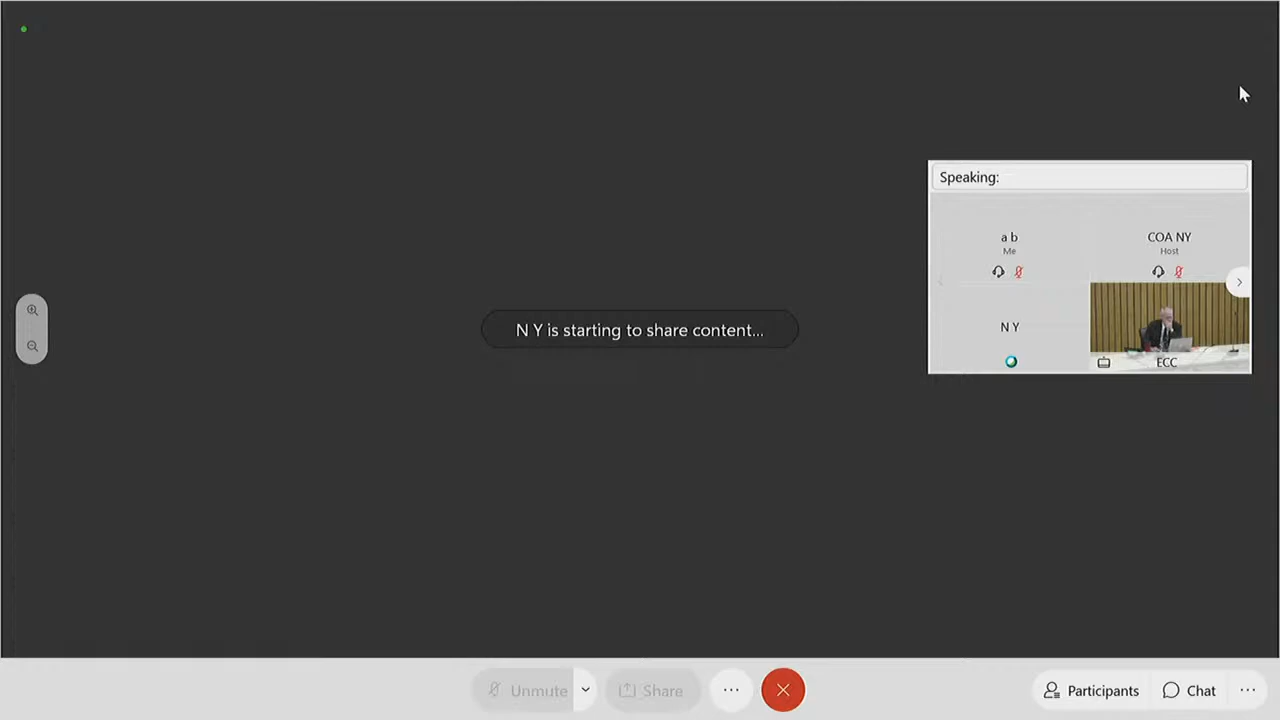 Speaking:
a b
Me
COA NY
Host
N Y
ECC
N Y is starting to share content...
Unmute
Share
Participants
Chat